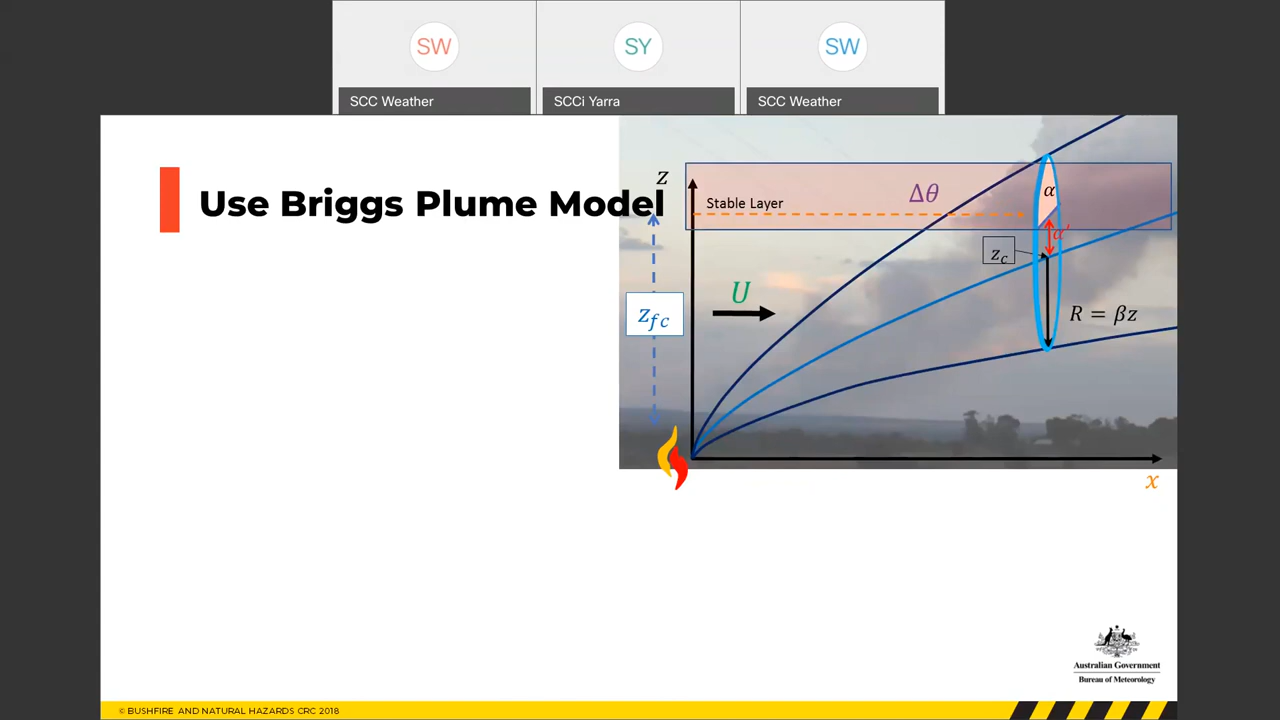 SW
SY
SW
SCC Weather
SCCi Yarra
SCC Weather
Use Briggs Plume Model
z
Stable Layer
Δθ
α
α'
z_c
U
z_fc
R = βz
x
Australian Government
Bureau of Meteorology
© BUSHFIRE AND NATURAL HAZARDS CRC 2018